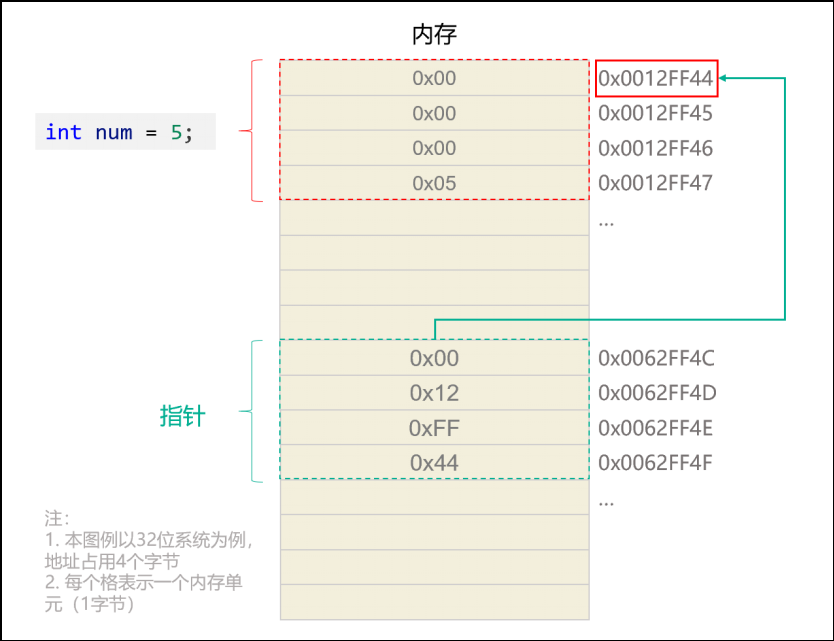 内存
0x00 0x0012FF44
0x00 0x0012FF45
int num = 5;
0x00 0x0012FF46
0x05 0x0012FF47
...
0x00 0x0062FF4C
0x12 0x0062FF4D
指针
0xFF 0x0062FF4E
0x44 0x0062FF4F
...
注:
1. 本图例以32位系统为例,
地址占用4个字节
2. 每个格表示一个内存单
元（1字节）